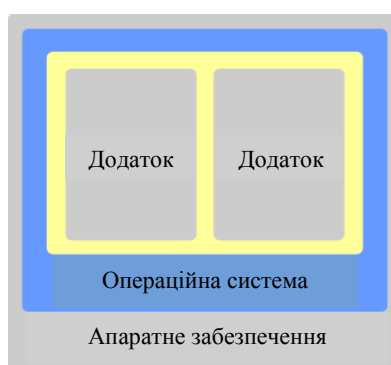 Додаток Додаток
Операційна система
Апаратне забезпечення